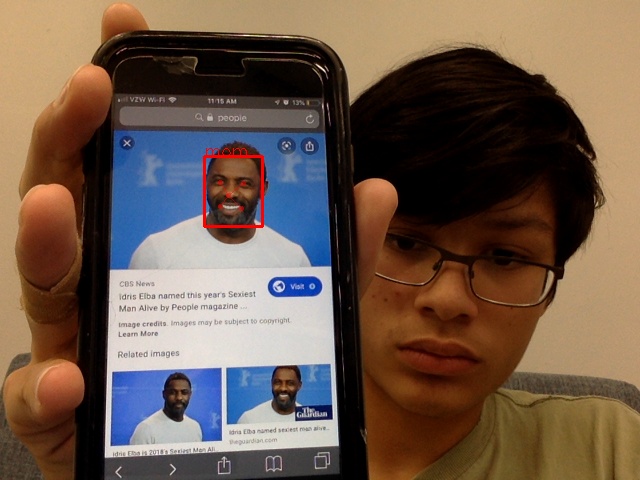 VZW Wi-Fi 11:15 AM 13%
people
mom
CBS News
Idris Elba named this year's Sexiest
Man Alive by People magazine ...
Visit
Image credits. Images may be subject to copyright.
Learn More
Related images
The
Guardian
Idris Elba is 2018's Sexiest Man Ali
Idris Elba named sexiest man alive..
theguardian.com